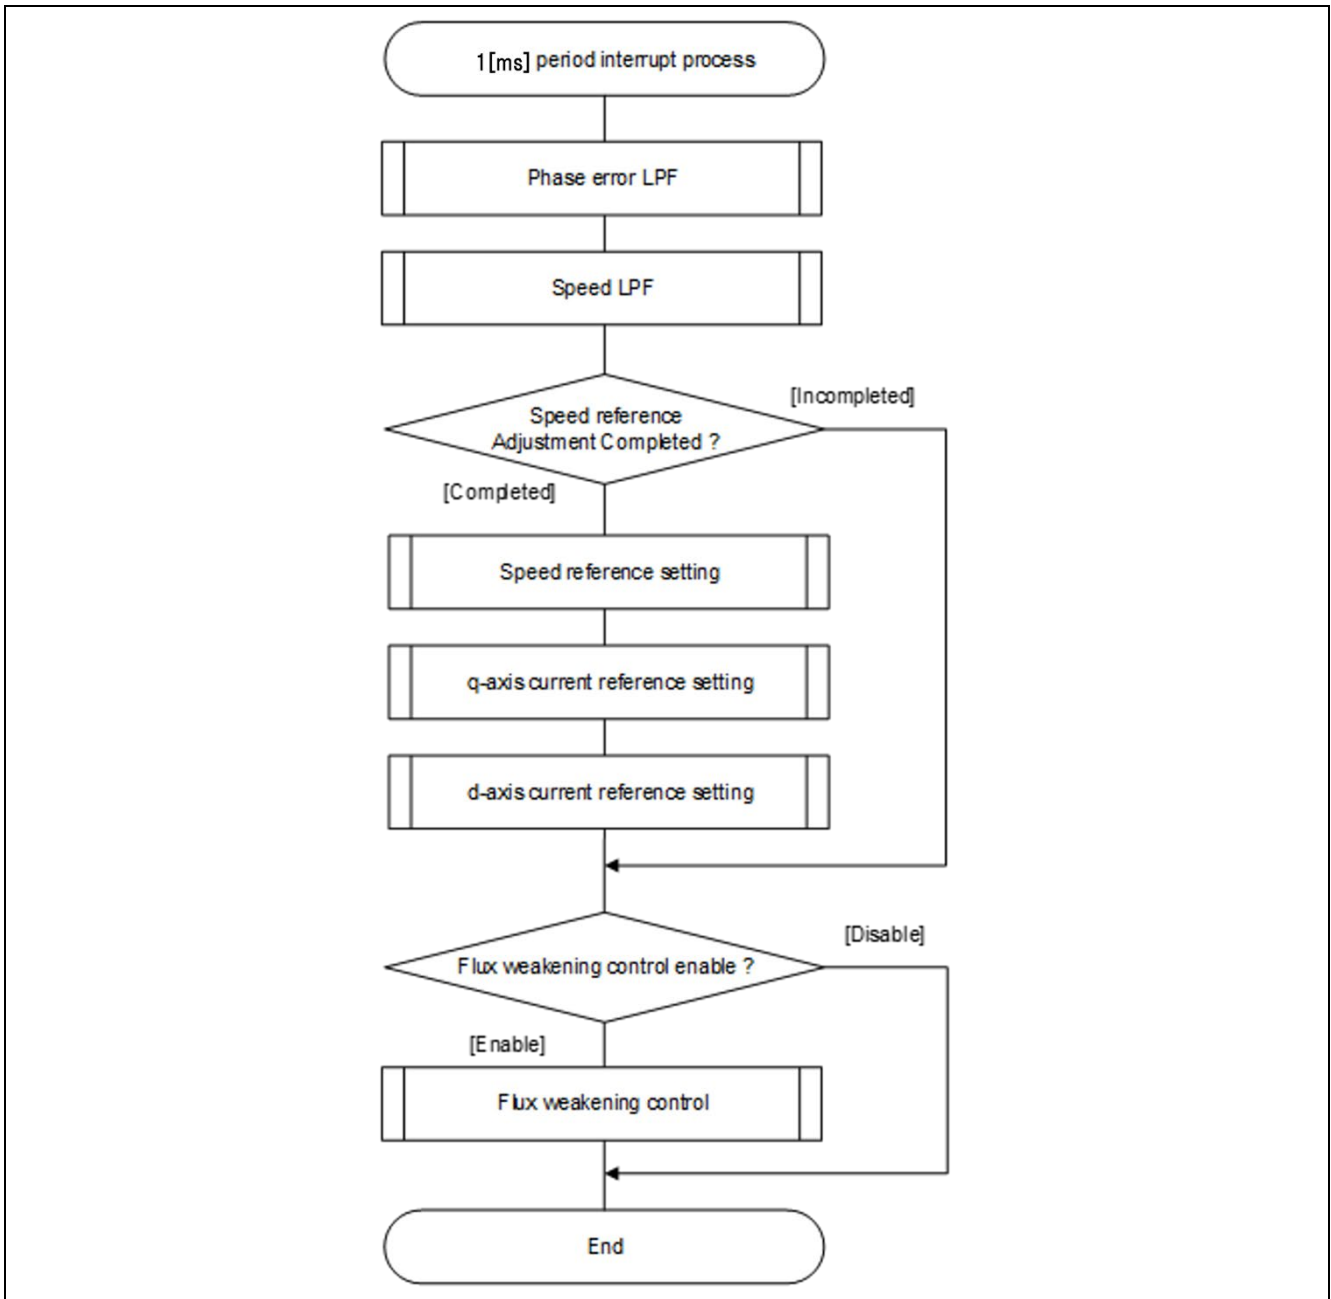 1[ms] period interrupt process
Phase error LPF
Speed LPF
[Incompleted]
Speed reference
Adjustment Completed ?
[Completed]
Speed reference setting
q-axis current reference setting
d-axis current reference setting
[Disable]
Flux weakening control enable ?
[Enable]
Flux weakening control
End